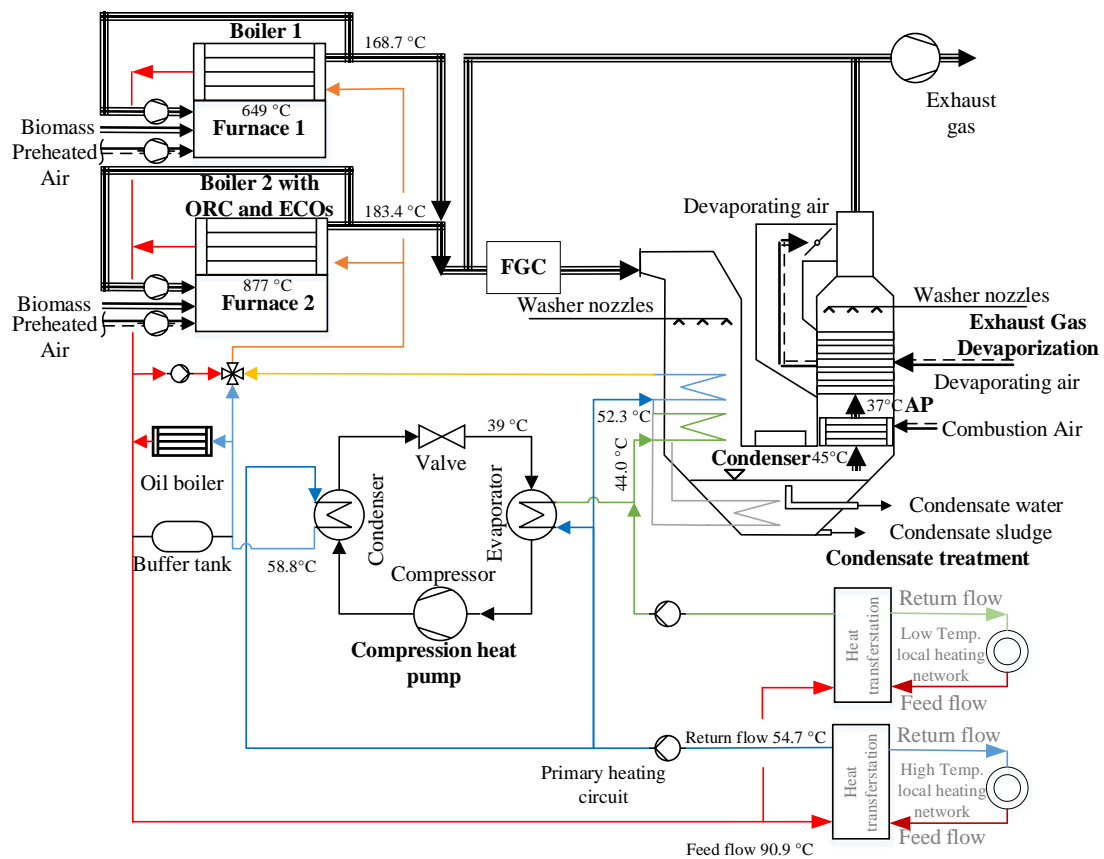 Boiler 1
168.7 °C
649 °C
Furnace 1
Biomass
Preheated
Air
Exhaust
gas
Boiler 2 with
ORC and ECOs
183.4 °C
877 °C
Furnace 2
Biomass
Preheated
Air
FGC
Washer nozzles
Devaporating air
Washer nozzles
Exhaust Gas
Devaporization
Devaporating air
37°C
AP
Combustion Air
45°C
52.3 °C
44.0 °C
Condenser
Condensate water
Condensate sludge
Condensate treatment
Oil boiler
Buffer tank
Valve
39 °C
Condenser
Evaporator
58.8°C
Compressor
Compression heat
pump
Heat
transferstation
Return flow
Low Temp.
local heating
network
Feed flow
Return flow 54.7 °C
Primary heating
circuit
Heat
transferstation
Return flow
High Temp.
local heating
network
Feed flow
Feed flow 90.9 °C